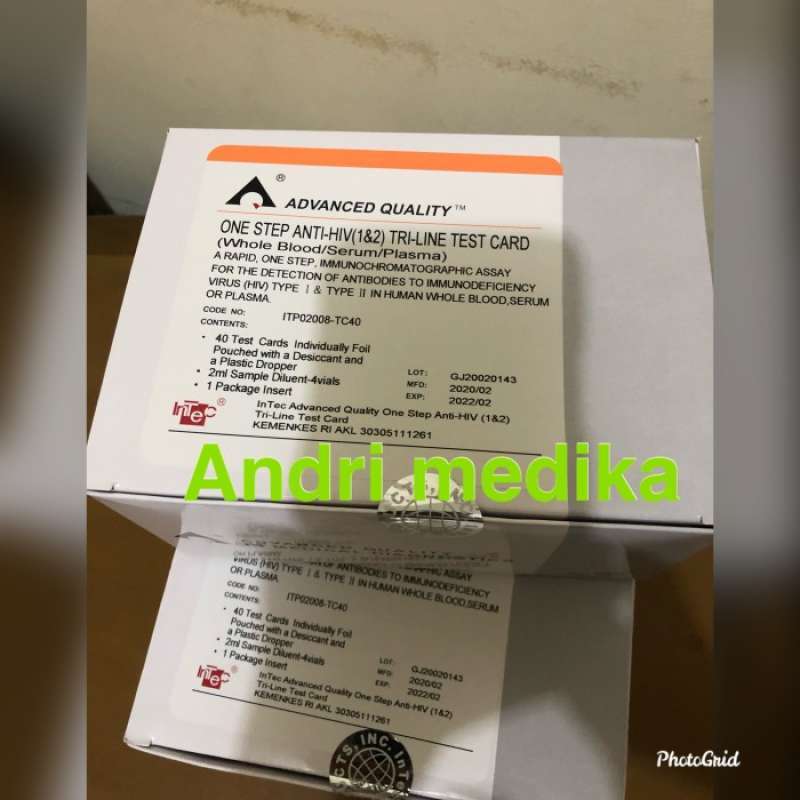 ®
ADVANCED QUALITY™
ONE STEP ANTI-HIV(1&2) TRI-LINE TEST CARD
(Whole Blood/Serum/Plasma)
A RAPID, ONE STEP, IMMUNOCHROMATOGRAPHIC ASSAY
FOR THE DETECTION OF ANTIBODIES TO IMMUNODEFICIENCY
VIRUS (HIV) TYPE Ⅰ & TYPE Ⅱ IN HUMAN WHOLE BLOOD,SERUM
OR PLASMA.
CODE NO: ITP02008-TC40
CONTENTS:
• 40 Test Cards Individually Foil
Pouched with a Desiccant and
a Plastic Dropper
• 2ml Sample Diluent-4vials
• 1 Package Insert
LOT: GJ20020143
MFD: 2020/02
EXP: 2022/02
InTec®
InTec Advanced Quality One Step Anti-HIV (1&2)
Tri-Line Test Card
KEMENKES RI AKL 30305111261
Andri medika
CTS, INC.
VIRUS (HIV) TYPE Ⅰ & TYPE Ⅱ IN HUMAN WHOLE BLOOD,SERUM
OR PLASMA.
CODE NO: ITP02008-TC40
CONTENTS:
• 40 Test Cards Individually Foil
Pouched with a Desiccant and
a Plastic Dropper
• 2ml Sample Diluent-4vials
• 1 Package Insert
LOT: GJ20020143
MFD: 2020/02
EXP: 2022/02
InTec®
InTec Advanced Quality One Step Anti-HIV (1&2)
Tri-Line Test Card
KEMENKES RI AKL 30305111261
CTS, INC. InTec
PhotoGrid